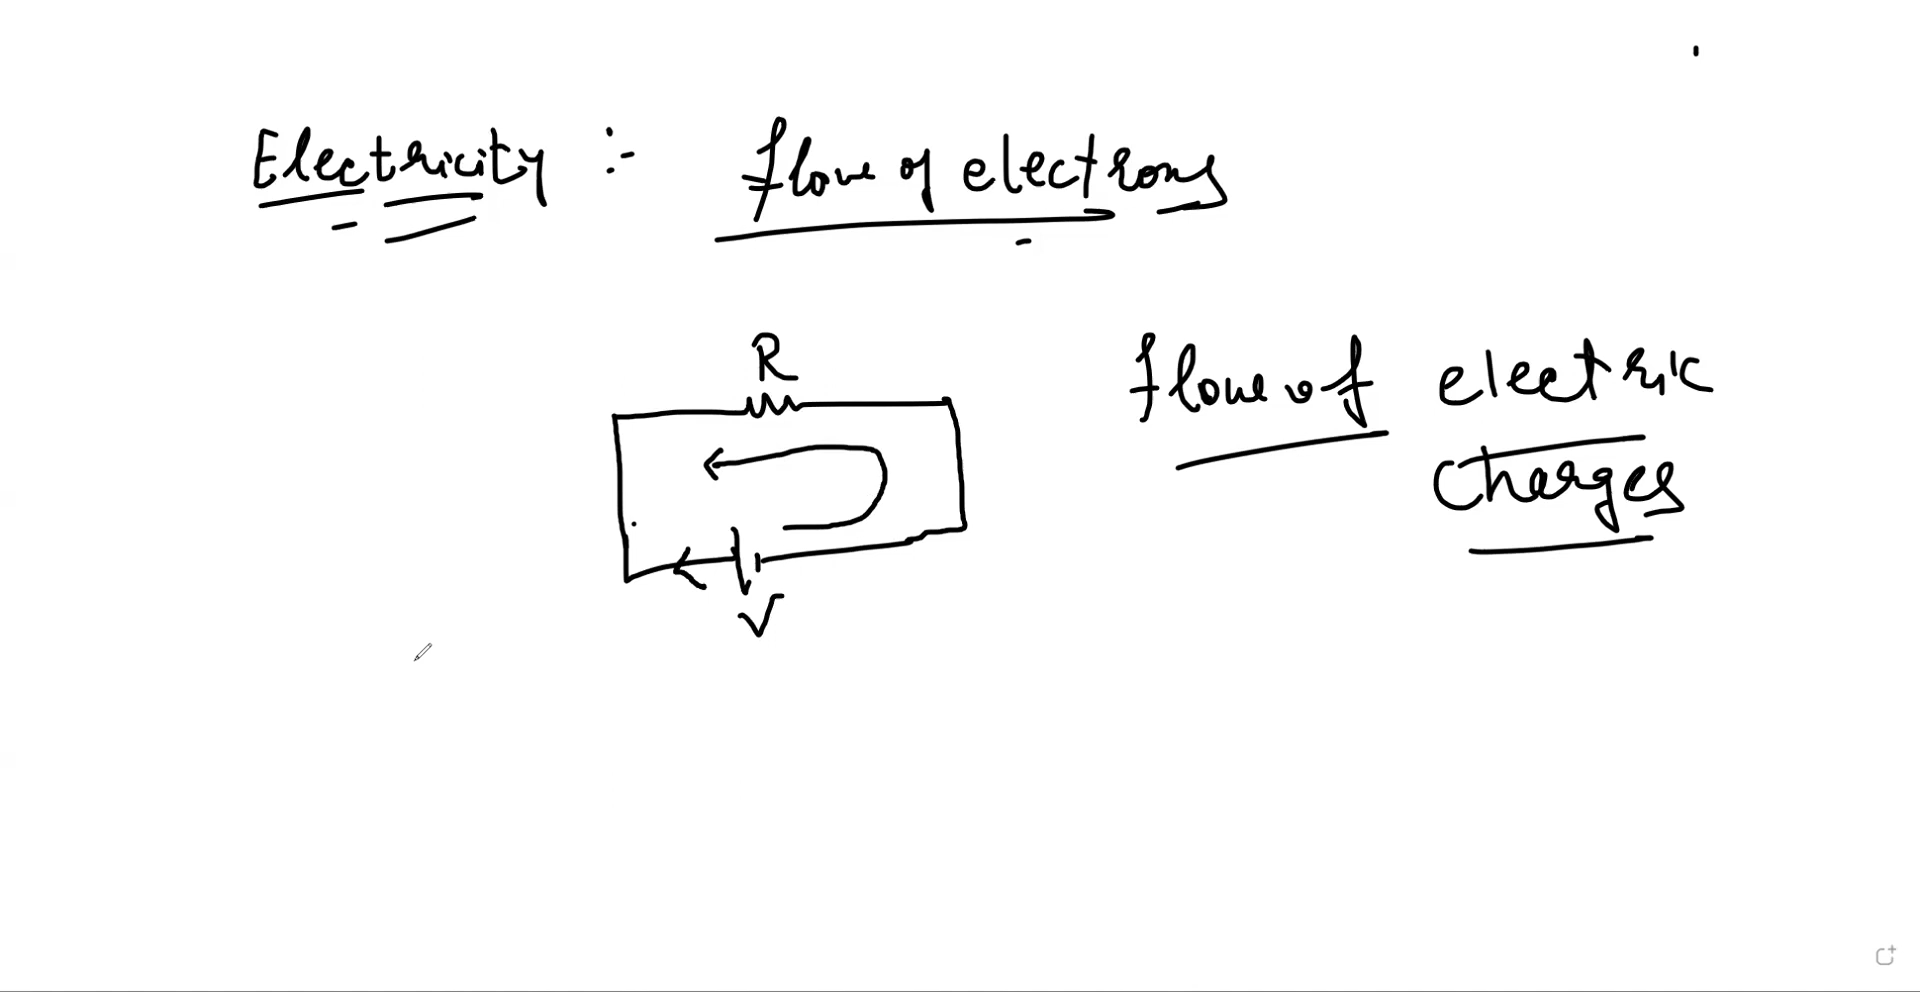 Electricity :- flow of electrons
R
flow of electric
charges
V